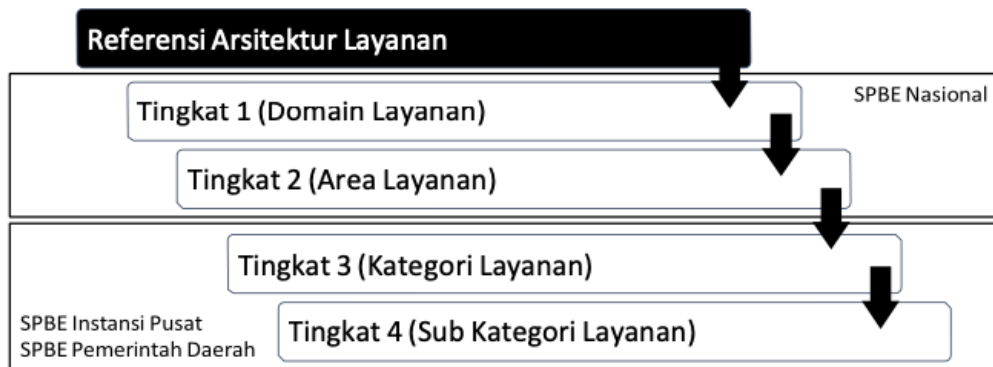 Referensi Arsitektur Layanan
Tingkat 1 (Domain Layanan)
SPBE Nasional
Tingkat 2 (Area Layanan)
Tingkat 3 (Kategori Layanan)
SPBE Instansi Pusat
SPBE Pemerintah Daerah
Tingkat 4 (Sub Kategori Layanan)